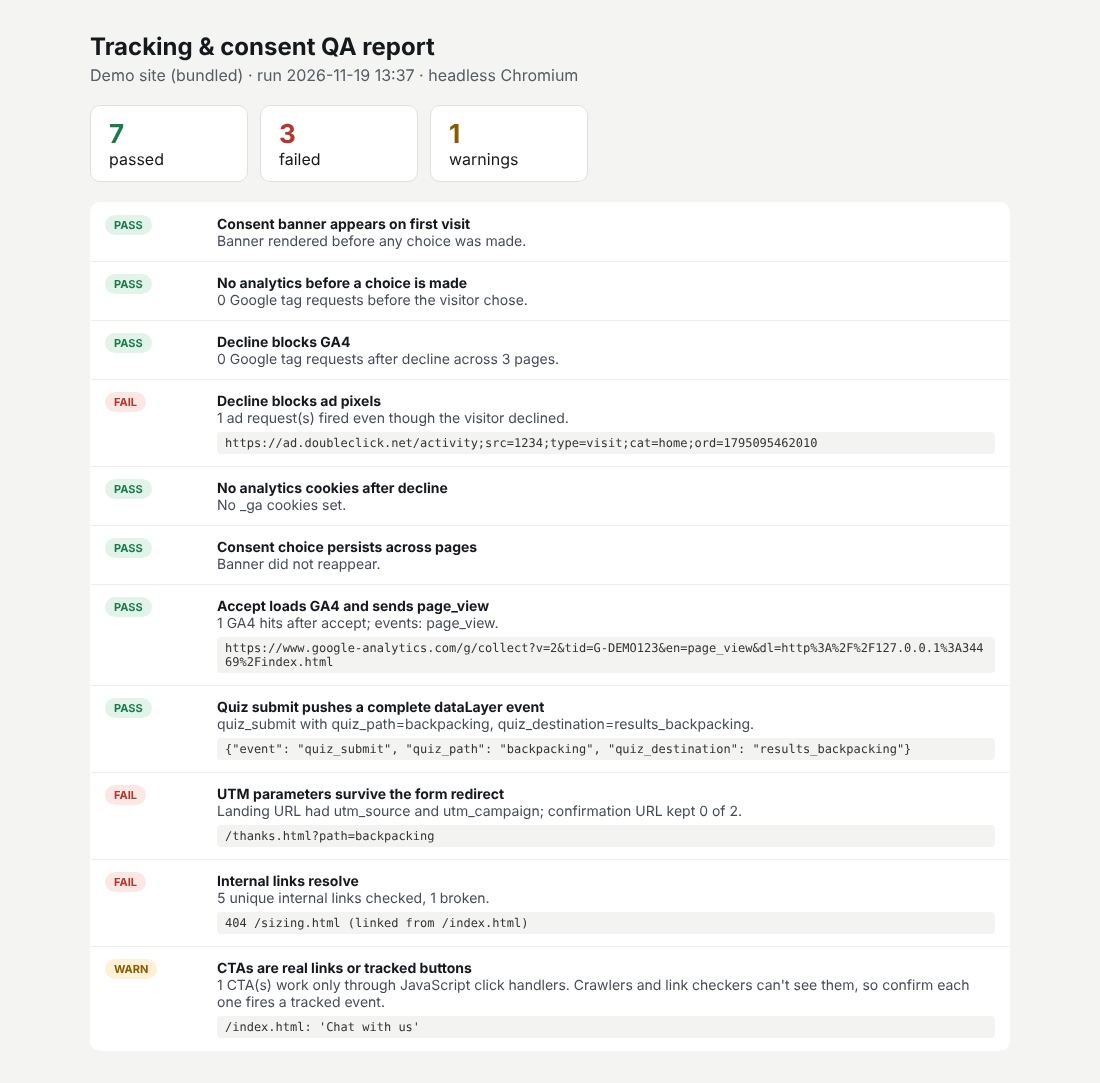 Tracking & consent QA report
Demo site (bundled) · run 2026-11-19 13:37 · headless Chromium
7
passed
3
failed
1
warnings
PASS
Consent banner appears on first visit
Banner rendered before any choice was made.
PASS
No analytics before a choice is made
0 Google tag requests before the visitor chose.
PASS
Decline blocks GA4
0 Google tag requests after decline across 3 pages.
FAIL
Decline blocks ad pixels
1 ad request(s) fired even though the visitor declined.
https://ad.doubleclick.net/activity;src=1234;type=visit;cat=home;ord=1795095462010
PASS
No analytics cookies after decline
No _ga cookies set.
PASS
Consent choice persists across pages
Banner did not reappear.
PASS
Accept loads GA4 and sends page_view
1 GA4 hits after accept; events: page_view.
https://www.google-analytics.com/g/collect?v=2&tid=G-DEMO123&en=page_view&dl=http%3A%2F%2F127.0.0.1%3A344
69%2Findex.html
PASS
Quiz submit pushes a complete dataLayer event
quiz_submit with quiz_path=backpacking, quiz_destination=results_backpacking.
{"event": "quiz_submit", "quiz_path": "backpacking", "quiz_destination": "results_backpacking"}
FAIL
UTM parameters survive the form redirect
Landing URL had utm_source and utm_campaign; confirmation URL kept 0 of 2.
/thanks.html?path=backpacking
FAIL
Internal links resolve
5 unique internal links checked, 1 broken.
404 /sizing.html (linked from /index.html)
WARN
CTAs are real links or tracked buttons
1 CTA(s) work only through JavaScript click handlers. Crawlers and link checkers can't see them, so confirm each
one fires a tracked event.
/index.html: 'Chat with us'